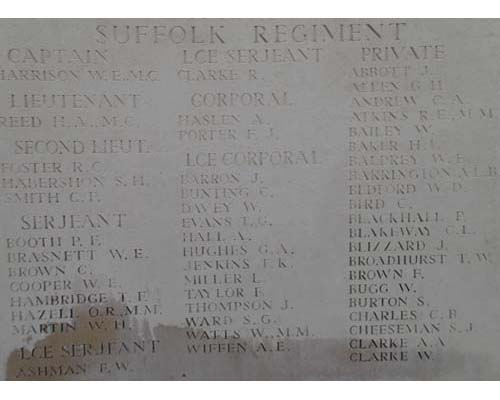 SUFFOLK REGIMENT
CAPTAIN
HARRISON W.E. M.C.
LIEUTENANT
REED H.A., M.C.
SECOND LIEUT.
FOSTER R.C.
HABERSHON S.H.
SMITH C.F.
SERJEANT
BOOTH P.F.
BRASNETT W.E.
BROWN C.
COOPER W.E.
HAMBRIDGE T.F.
HAZELL O.R., M.M.
MARTIN W.H.
LCE SERJEANT
ASHMAN F.W.
LCE SERJEANT
CLARKE R.
CORPORAL
HASLEN A.
PORTER F.J.
LCE CORPORAL
BARRON J.
BUNTING C.
DAVEY W.
EVANS T.G.
HALL A.
HUGHES G.A.
JENKINS F.K.
MILLER L.
TAYLOR E.
THOMPSON J.
WARD S.G.
WATTS W., M.M.
WIFFEN A.E.
PRIVATE
ABBOTT J.
ALLEN G.H.
ANDREW C.A.
ATKINS R.E., M.M.
BAILEY W.
BAKER H.L.
BALDREY W.E.
BARRINGTON A.L.B.
BEDFORD W.D.
BIRD C.
BLACKHALL P.
BLAKEWAY C.L.
BLIZZARD J.
BROADHURST T.W.
BROWN F.
BUGG W.
BURTON S.
CHARLES C.B.
CHEESEMAN S.J.
CLARKE A.A.
CLARKE W.